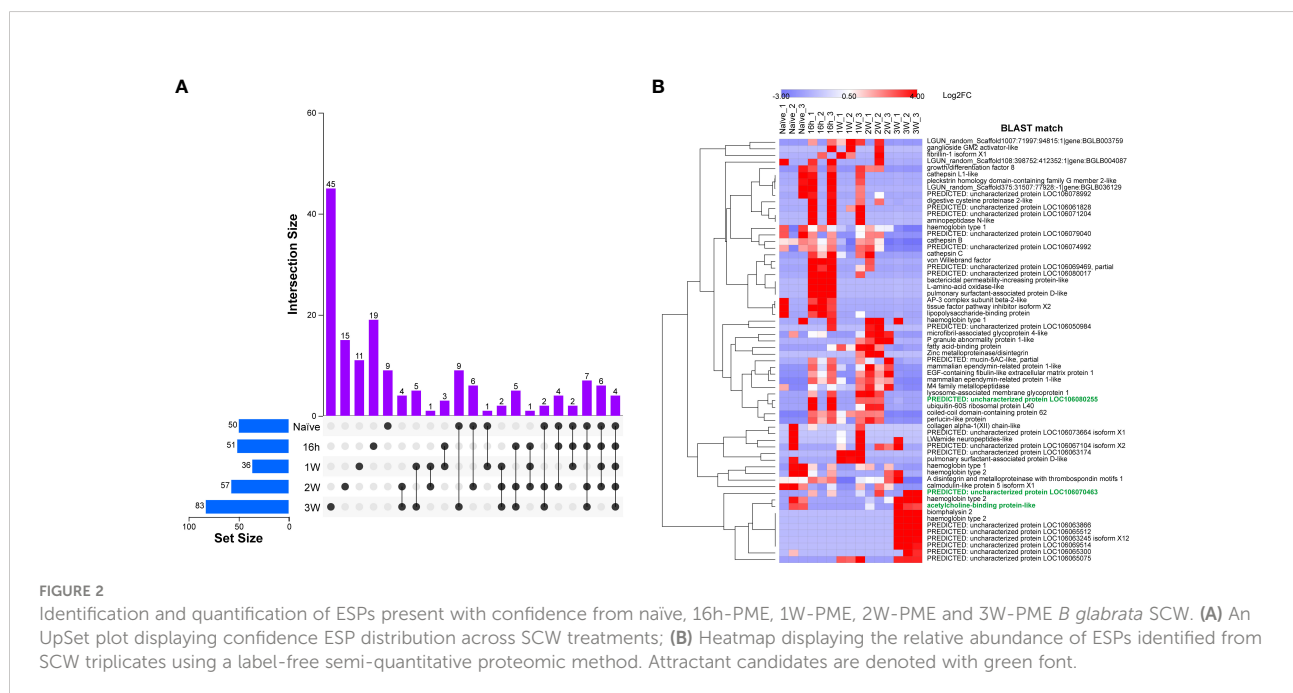 A
60
40
20
0
Intersection Size
45
15
11
19
9
4
5
1
3
9
6
1
2
5
1
2
4
2
7
6
4
Naïve
16h
1W
2W
3W
50
51
36
57
83
100
50
0
Set Size
B
-3.00
0.50
4.00
Log2FC
Naïve_1
Naïve_2
Naïve_3
16h_1
16h_2
16h_3
1W_1
1W_2
1W_3
2W_1
2W_2
2W_3
3W_1
3W_2
3W_3
BLAST match
LGUN_random_Scaffold1007:71997:94815:1|gene:BGLB003759
ganglioside GM2 activator-like
fibrillin-1 isoform X1
LGUN_random_Scaffold108:398752:412352:1|gene:BGLB004087
growth/differentiation factor 8
cathepsin L1-like
pleckstrin homology domain-containing family G member 2-like
LGUN_random_Scaffold375:31507:77928:-1|gene:BGLB036129
PREDICTED: uncharacterized protein LOC106078992
digestive cysteine proteinase 2-like
PREDICTED: uncharacterized protein LOC106061828
PREDICTED: uncharacterized protein LOC106071204
aminopeptidase N-like
haemoglobin type 1
PREDICTED: uncharacterized protein LOC106079040
cathepsin B
PREDICTED: uncharacterized protein LOC106074992
cathepsin C
von Willebrand factor
PREDICTED: uncharacterized protein LOC106069469, partial
PREDICTED: uncharacterized protein LOC106080017
bactericidal permeability-increasing protein-like
L-amino-acid oxidase-like
pulmonary surfactant-associated protein D-like
AP-3 complex subunit beta-2-like
tissue factor pathway inhibitor isoform X2
lipopolysaccharide-binding protein
haemoglobin type 1
PREDICTED: uncharacterized protein LOC106050984
microfibril-associated glycoprotein 4-like
P granule abnormality protein 1-like
fatty acid-binding protein
Zinc metalloproteinase/disintegrin
PREDICTED: mucin-5AC-like, partial
mammalian ependymin-related protein 1-like
EGF-containing fibulin-like extracellular matrix protein 1
mammalian ependymin-related protein 1-like
M4 family metallopeptidase
lysosome-associated membrane glycoprotein 1
PREDICTED: uncharacterized protein LOC106080255
ubiquitin-60S ribosomal protein L40
coiled-coil domain-containing protein 62
perlucin-like protein
collagen alpha-1(XII) chain-like
PREDICTED: uncharacterized protein LOC106073664 isoform X1
LWamide neuropeptides-like
PREDICTED: uncharacterized protein LOC106067104 isoform X2
PREDICTED: uncharacterized protein LOC106063174
pulmonary surfactant-associated protein D-like
haemoglobin type 1
haemoglobin type 2
A disintegrin and metalloproteinase with thrombospondin motifs 1
calmodulin-like protein 5 isoform X1
PREDICTED: uncharacterized protein LOC106070463
haemoglobin type 2
acetylcholine-binding protein-like
biomphalysin 2
haemoglobin type 2
PREDICTED: uncharacterized protein LOC106063866
PREDICTED: uncharacterized protein LOC106065512
PREDICTED: uncharacterized protein LOC106063245 isoform X12
PREDICTED: uncharacterized protein LOC106069514
PREDICTED: uncharacterized protein LOC106065300
PREDICTED: uncharacterized protein LOC106065075
FIGURE 2
Identification and quantification of ESPs present with confidence from naïve, 16h-PME, 1W-PME, 2W-PME and 3W-PME B glabrata SCW. (A) An
UpSet plot displaying confidence ESP distribution across SCW treatments; (B) Heatmap displaying the relative abundance of ESPs identified from
SCW triplicates using a label-free semi-quantitative proteomic method. Attractant candidates are denoted with green font.